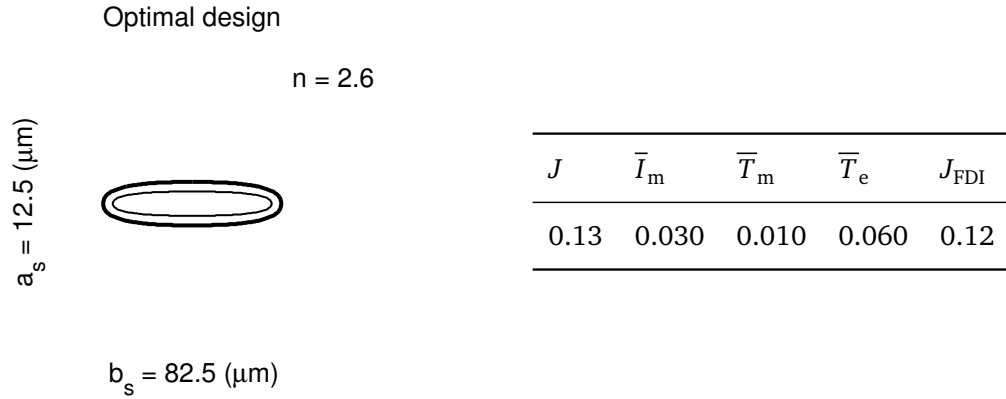 Optimal design
n = 2.6
a_s = 12.5 (μm)
b_s = 82.5 (μm)
J I̅_m T̅_m T̅_e J_FDI
0.13 0.030 0.010 0.060 0.12